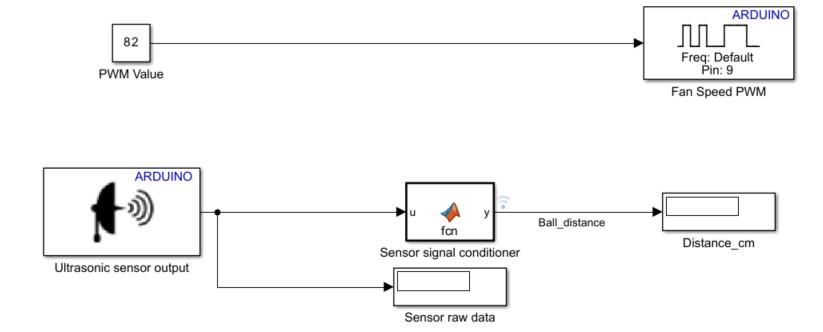 ARDUINO
82
Freq: Default
Pin: 9
PWM Value
Fan Speed PWM
ARDUINO
u
y
fcn
Ball_distance
Sensor signal conditioner
Distance_cm
Ultrasonic sensor output
Sensor raw data